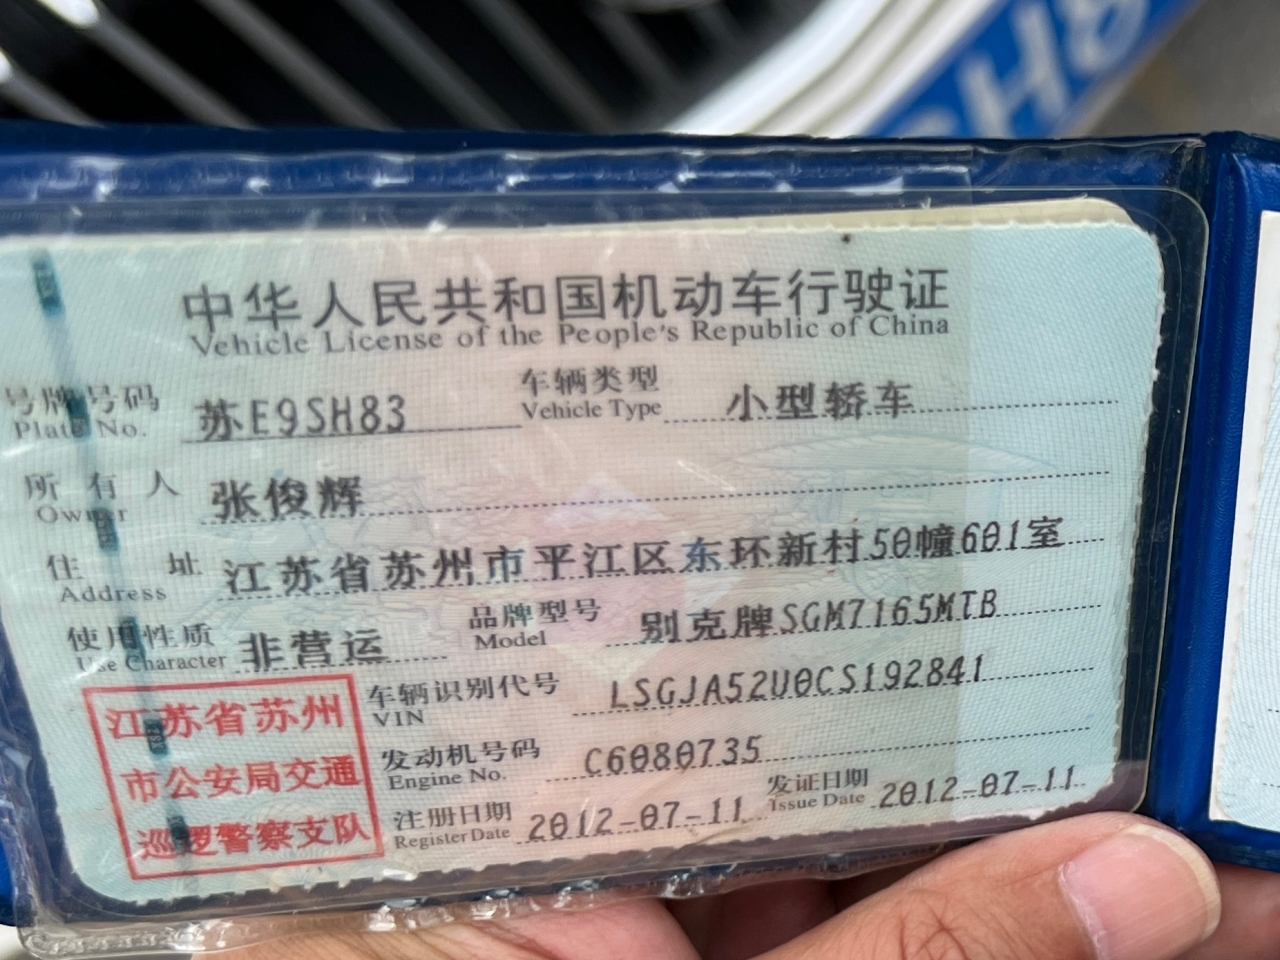 中华人民共和国机动车行驶证
Vehicle License of the People's Republic of China
号牌号码 苏E9SH83 车辆类型 小型轿车
Plate No. Vehicle Type
所有人 张俊辉
Owner
住址 江苏省苏州市平江区东环新村50幢601室
Address
使用性质 非营运 品牌型号 别克牌SGM7165MTB
Use Character Model
江苏省苏州
市公安局交通
巡逻警察支队
车辆识别代号 LSGJA52U0CS192841
VIN
发动机号码 C6080735
Engine No.
注册日期 2012-07-11 发证日期 2012-07-11
Register Date Issue Date